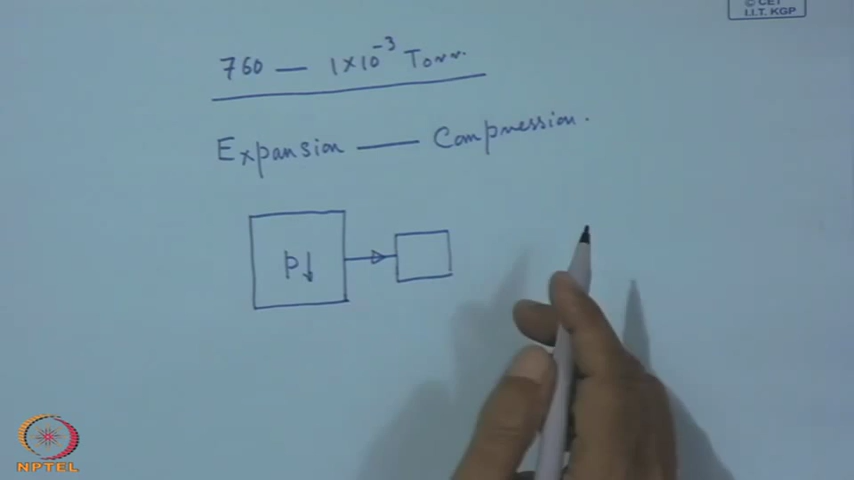 © CET
I.I.T. KGP
760 — 1×10⁻³ Torr.
Expansion — Compression.
p↓
NPTEL